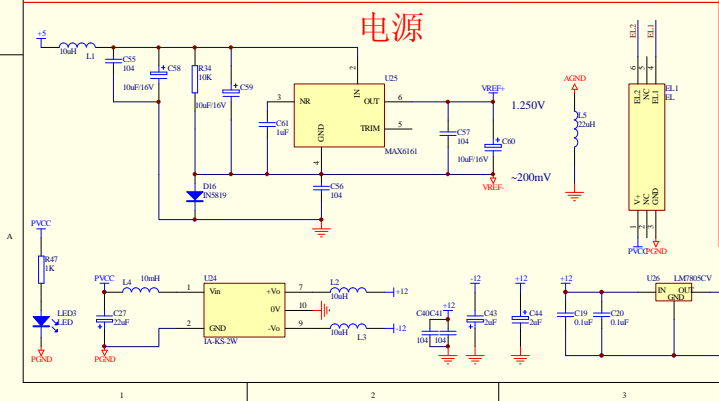 电源
+5
10uH
L1
C55
104
C58
10uF/16V
R34
10K
C59
10uF/16V
U25
2
IN
3
NR
OUT
6
TRIM
5
GND
4
MAX6161
C61
1uF
C57
104
C60
10uF/16V
VREF+
1.250V
VREF-
~200mV
D16
IN5819
C56
104
AGND
L5
22uH
EL2
EL1
6
5
4
EL2
NC
EL1
EL1
EL
V+
NC
GND
1
2
3
PVCC
PGND
A
PVCC
R47
1K
LED3
LED
PGND
PVCC
L4
10mH
C27
22uF
PGND
U24
1
Vin
2
GND
+Vo
7
0V
10
-Vo
9
IA-KS-2W
L2
10uH
+12
10uH
L3
-12
+12
C40
C41
104
104
-12
C43
2uF
+12
C44
2uF
+12
C19
0.1uF
C20
0.1uF
U26
LM7805CV
IN
OUT
GND
1
2
3